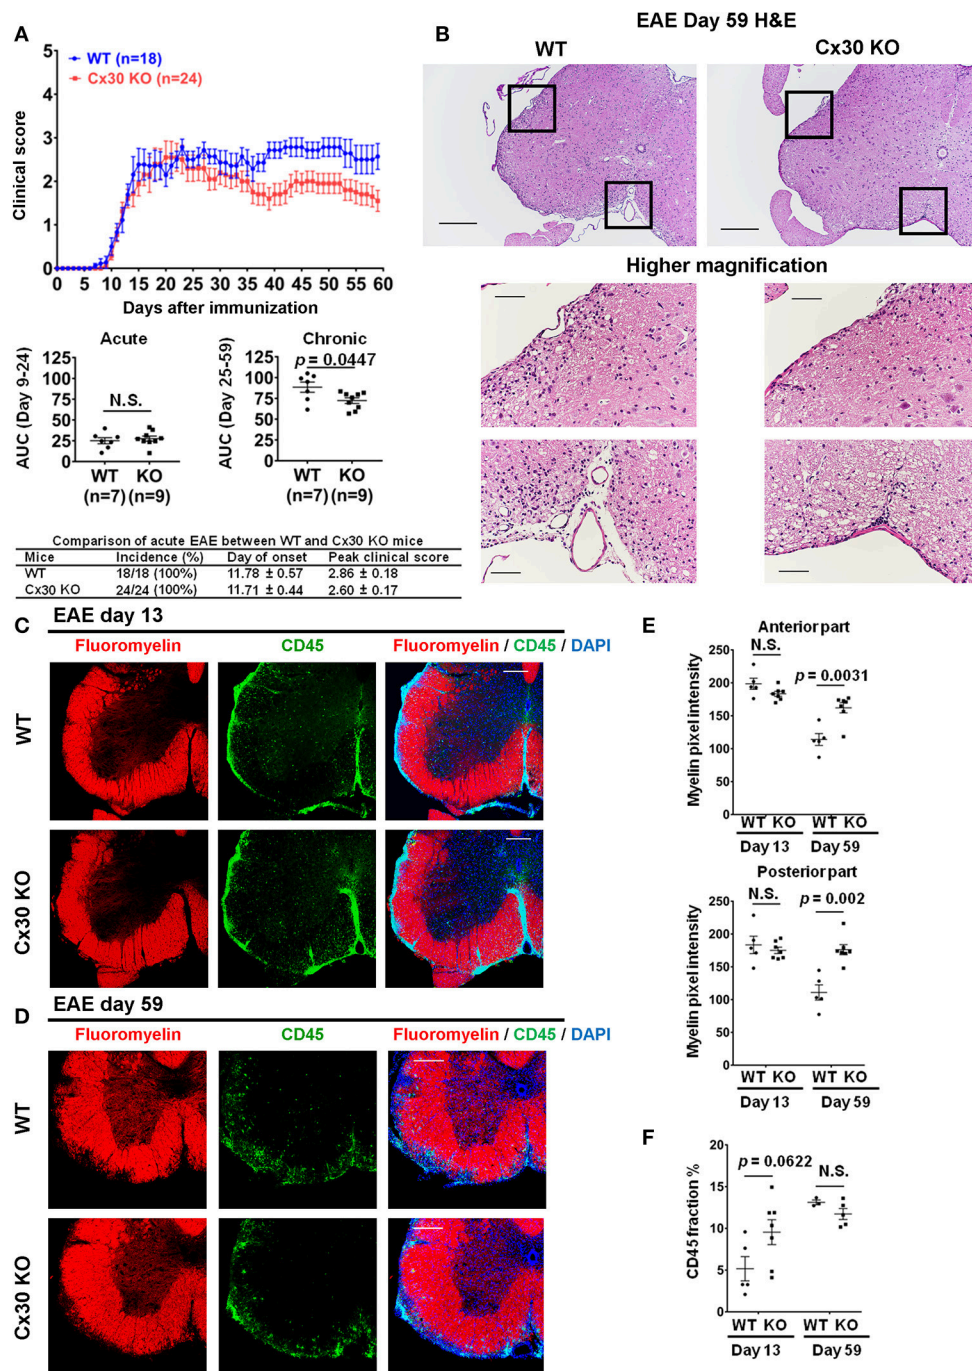 A
5
4
3
2
1
0
Clinical score
WT (n=18)
Cx30 KO (n=24)
0 5 10 15 20 25 30 35 40 45 50 55 60
Days after immunization
Acute
125
100
75
50
25
0
AUC (Day 9-24)
N.S.
WT KO
(n=7) (n=9)
Chronic
125
100
75
50
25
0
AUC (Day 25-59)
p = 0.0447
WT KO
(n=7) (n=9)
Comparison of acute EAE between WT and Cx30 KO mice
Mice Incidence (%) Day of onset Peak clinical score
WT 18/18 (100%) 11.78 ± 0.57 2.86 ± 0.18
Cx30 KO 24/24 (100%) 11.71 ± 0.44 2.60 ± 0.17
B
EAE Day 59 H&E
WT Cx30 KO
Higher magnification
C
EAE day 13
Fluoromyelin CD45 Fluoromyelin / CD45 / DAPI
WT
Cx30 KO
D
EAE day 59
Fluoromyelin CD45 Fluoromyelin / CD45 / DAPI
WT
Cx30 KO
E
Anterior part
250
200
150
100
50
0
Myelin pixel intensity
N.S.
p = 0.0031
WT KO WT KO
Day 13 Day 59
Posterior part
250
200
150
100
50
0
Myelin pixel intensity
N.S.
p = 0.002
WT KO WT KO
Day 13 Day 59
F
20
15
10
5
0
CD45 fraction %
p = 0.0622
N.S.
WT KO WT KO
Day 13 Day 59